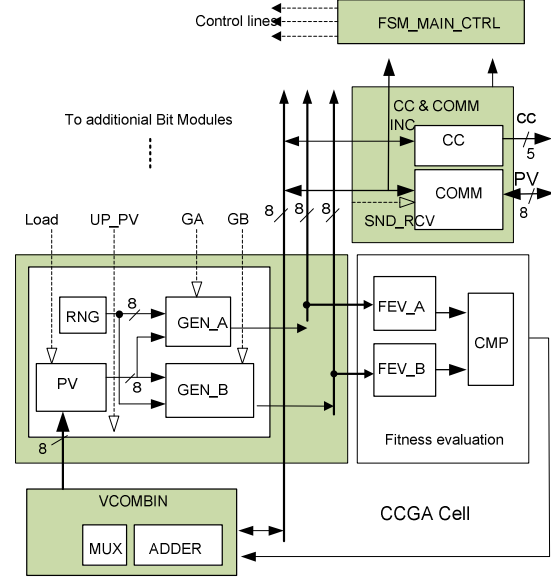 Control lines
FSM_MAIN_CTRL
CC & COMM
INC
CC
CC
5
COMM
PV
8
SND_RCV
To additionial Bit Modules
8 8 8
Load UP_PV GA GB
RNG
8
GEN_A
PV
8
GEN_B
8
FEV_A
FEV_B
CMP
Fitness evaluation
VCOMBIN
MUX
ADDER
CCGA Cell